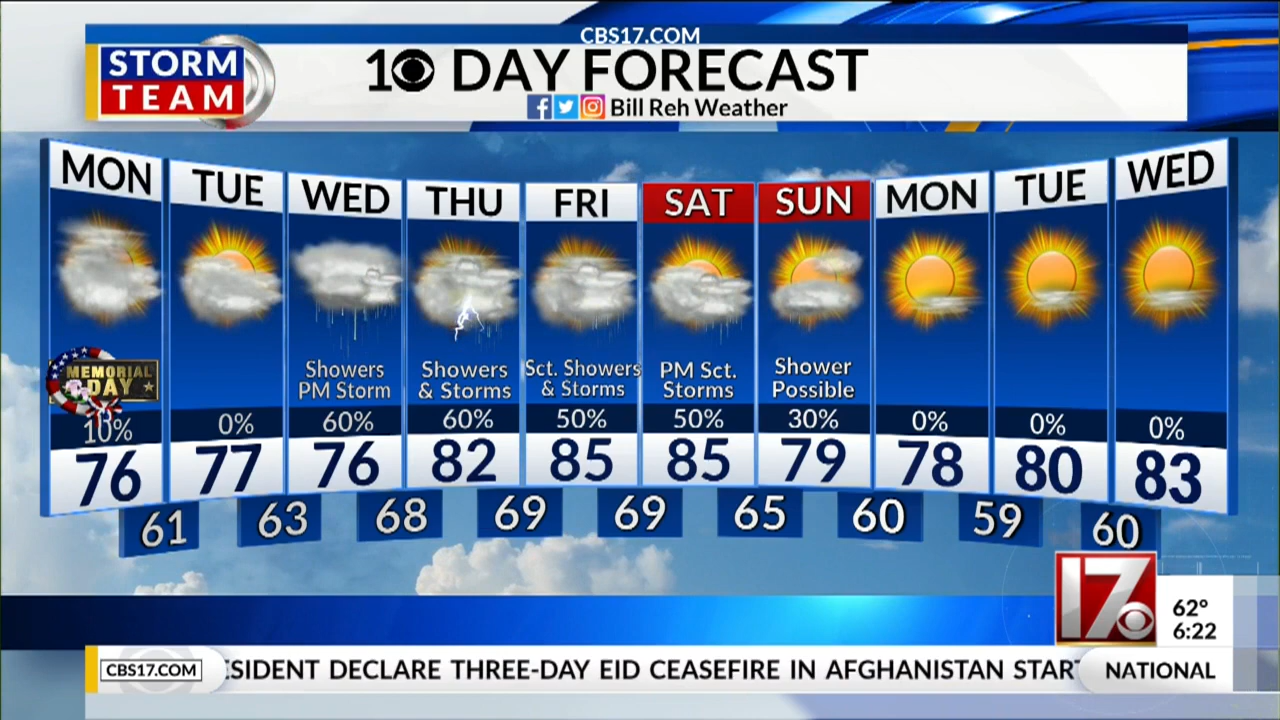 CBS17.COM
STORM
TEAM
10 DAY FORECAST
Bill Reh Weather
MON TUE WED THU FRI SAT SUN MON TUE WED
MEMORIAL
DAY
Showers
PM Storm
Showers
& Storms
Sct. Showers
& Storms
PM Sct.
Storms
Shower
Possible
10% 0% 60% 60% 50% 50% 30% 0% 0% 0%
76 77 76 82 85 85 79 78 80 83
61 63 68 69 69 65 60 59 60
17
62°
6:22
CBS17.COM
ESIDENT DECLARE THREE-DAY EID CEASEFIRE IN AFGHANISTAN START
NATIONAL